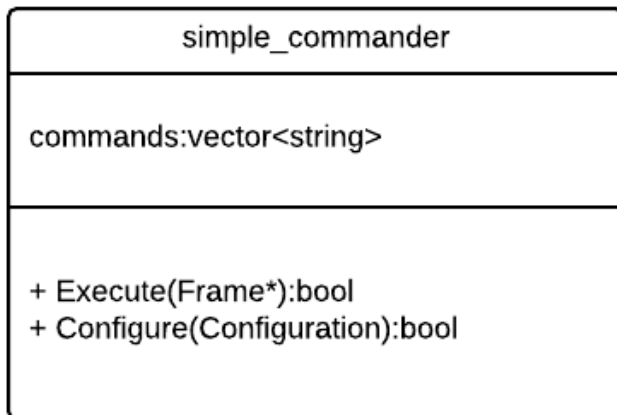 simple_commander
commands:vector<string>
+ Execute(Frame*):bool
+ Configure(Configuration):bool